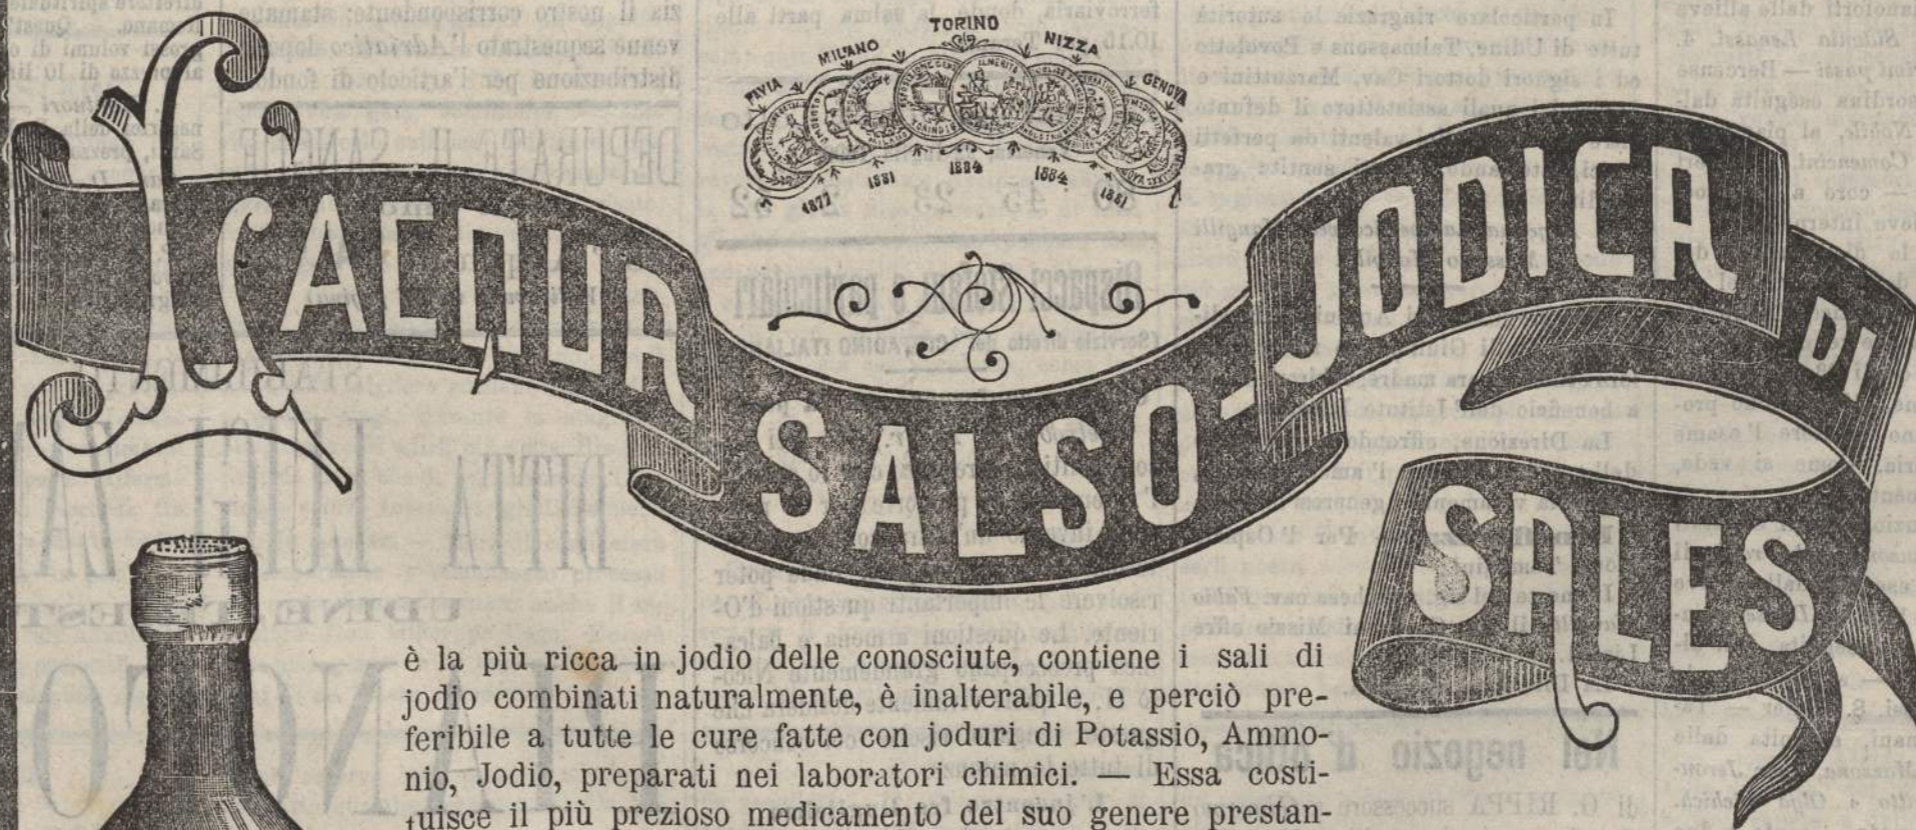 PAVIA MILANO TORINO NIZZA GENOVA
1877 1881 1884 1884 1881
L'ACQUA SALSO-JODICA DI
SALES
è la più ricca in jodio delle conosciute, contiene i sali di
jodio combinati naturalmente, è inalterabile, e perciò pre-
feribile a tutte le cure fatte con joduri di Potassio, Ammo-
nio, Jodio, preparati nei laboratori chimici. — Essa costi-
tuisce il più prezioso medicamento del suo genere prestan-